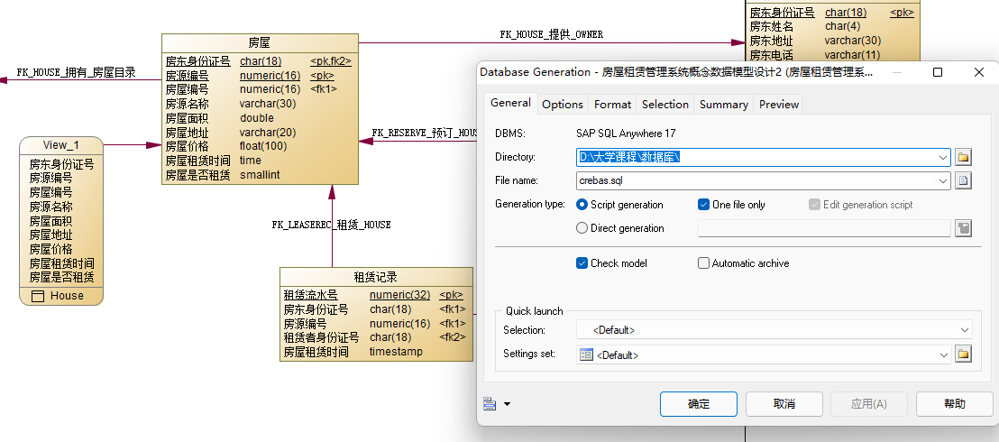 房东身份证号 char(18) <pk>
房东姓名 char(4)
房东地址 varchar(30)
房东电话 varchar(11)
FK_HOUSE_提供_OWNER
FK_HOUSE_拥有_房屋目录
房屋
房东身份证号 char(18) <pk,fk2>
房源编号 numeric(16) <pk>
房屋编号 numeric(16) <fk1>
房源名称 varchar(30)
房屋面积 double
房屋地址 varchar(20)
房屋价格 float(100)
房屋租赁时间 time
房屋是否租赁 smallint
View_1
房东身份证号
房源编号
房屋编号
房源名称
房屋面积
房屋地址
房屋价格
房屋租赁时间
房屋是否租赁
House
FK_RESERVE_预订_HOUS
FK_LEASEREC_租赁_HOUSE
租赁记录
租赁流水号 numeric(32) <pk>
房东身份证号 char(18) <fk1>
房源编号 numeric(16) <fk1>
租赁者身份证号 char(18) <fk2>
房屋租赁时间 timestamp
Database Generation - 房屋租赁管理系统概念数据模型设计2 (房屋租赁管理系...
General Options Format Selection Summary Preview
DBMS: SAP SQL Anywhere 17
Directory: D:\大学课程\数据库\
File name: crebas.sql
Generation type: Script generation One file only Edit generation script
Direct generation
Check model Automatic archive
Quick launch
Selection: <Default>
Settings set: <Default>
确定 取消 应用(A) 帮助